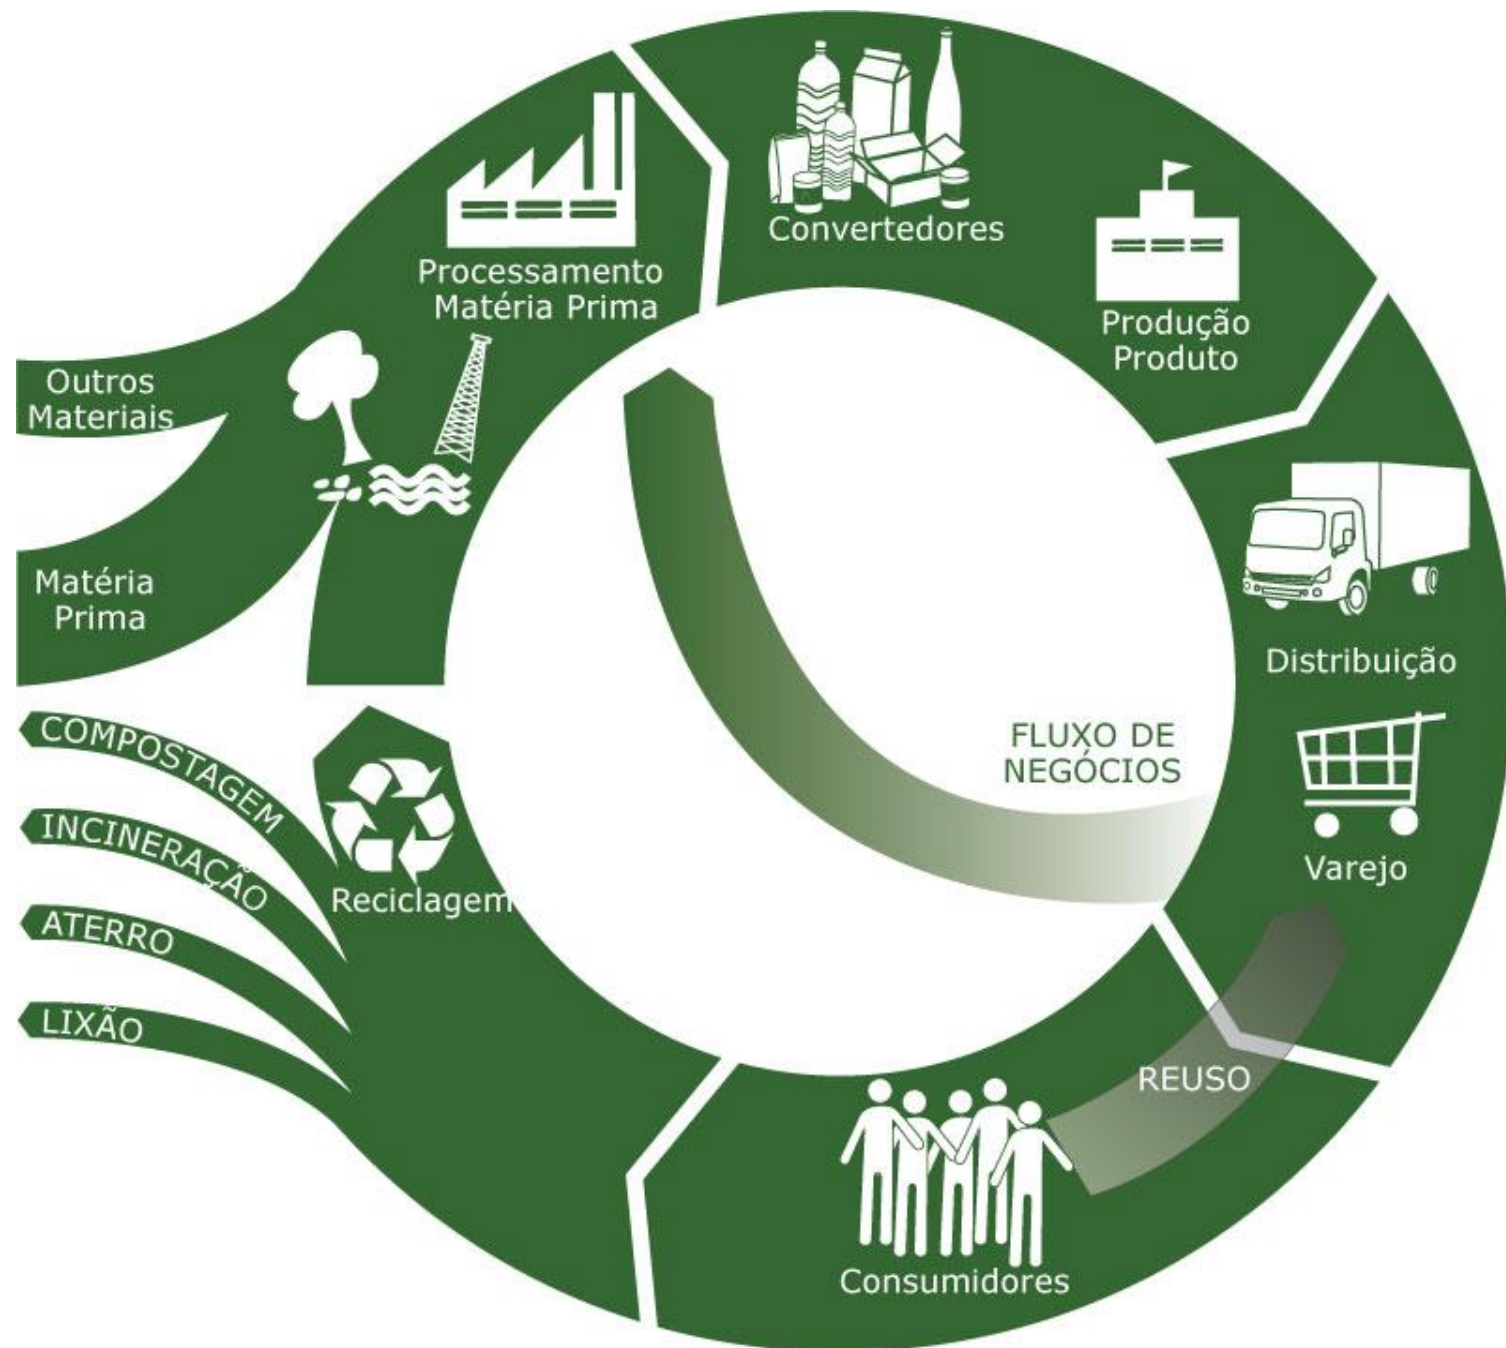 Convertedores
Processamento
Matéria Prima
Produção
Produto
Outros
Materiais
Matéria
Prima
Distribuição
COMPOSTAGEM
FLUXO DE
NEGÓCIOS
INCINERAÇÃO
Varejo
Reciclagem
ATERRO
LIXÃO
REUSO
Consumidores